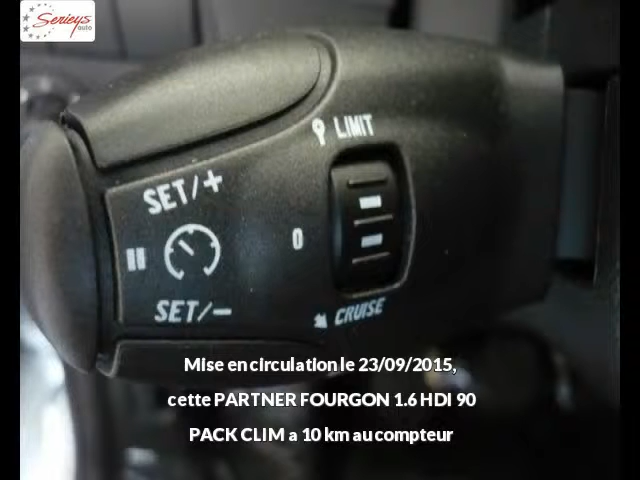 Serieys
auto
LIMIT
SET/+
0
SET/-
CRUISE
Mise en circulation le 23/09/2015,
cette PARTNER FOURGON 1.6 HDI 90
PACK CLIM a 10 km au compteur